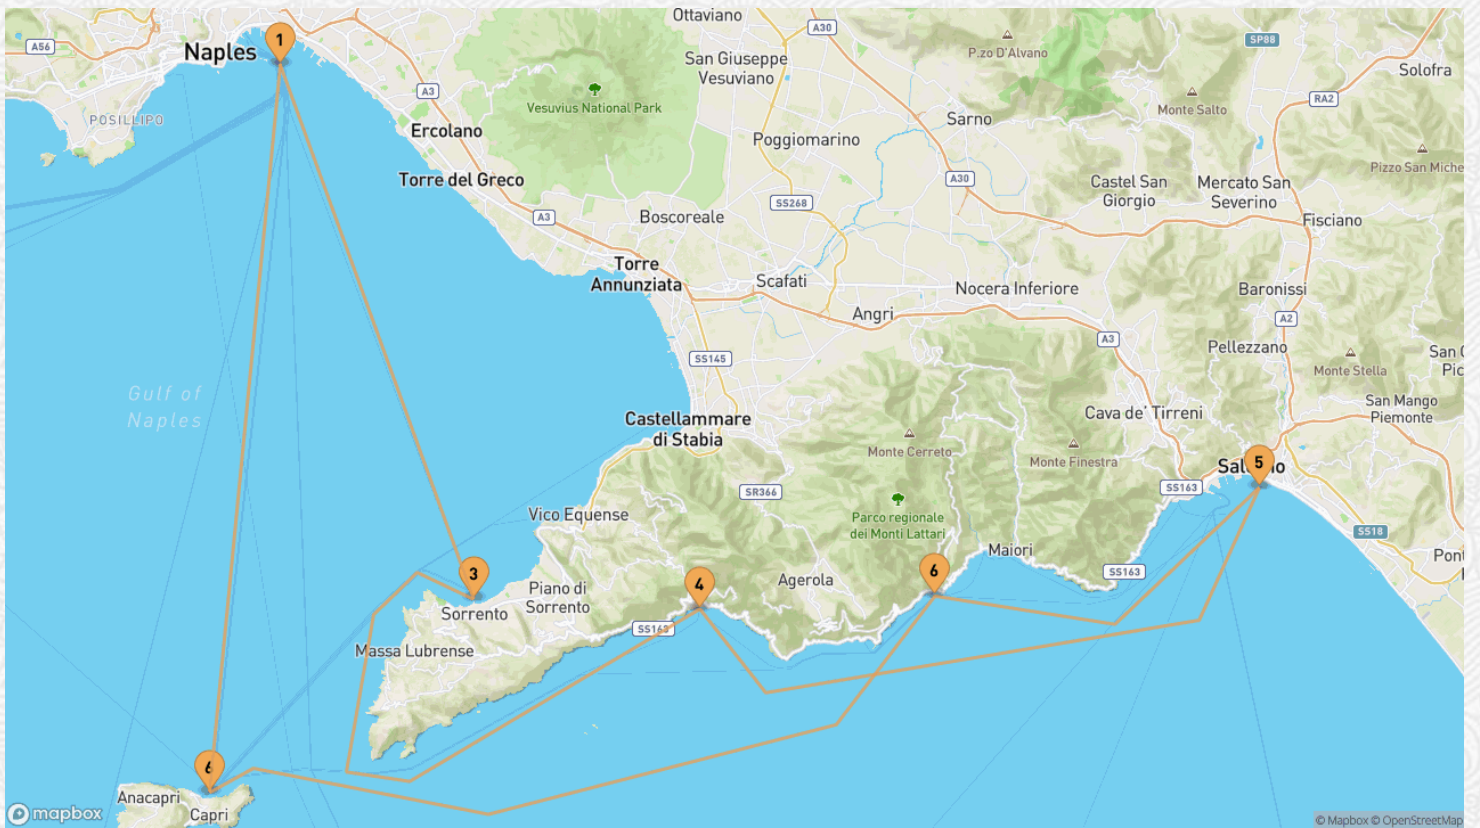 Ottaviano
A30
A56
1
Naples
San Giuseppe
Vesuviano
P.zo D'Alvano
SP88
Solofra
A3
Vesuvius National Park
RA2
Monte Salto
POSILLIPO
Ercolano
Sarno
Poggiomarino
Pizzo San Miche
Torre del Greco
A30
Castel San
Giorgio
Mercato San
Severino
SS268
A3
Boscoreale
Fisciano
Torre
Annunziata
Scafati
Nocera Inferiore
Baronissi
Angri
A2
A3
Pellezzano
SS145
San
Pic
Monte Stella
Gulf of
Naples
San Mango
Piemonte
Cava de' Tirreni
Castellammare
di Stabia
Monte Cerreto
Monte Finestra
5
SR366
SS163
Vico Equense
Parco regionale
dei Monti Lattari
SS18
Maiori
Pont
3
4
Agerola
6
SS163
Piano di
Sorrento
Sorrento
SS163
Massa Lubrense
6
Anacapri
Capri
mapbox
© Mapbox © OpenStreetMap